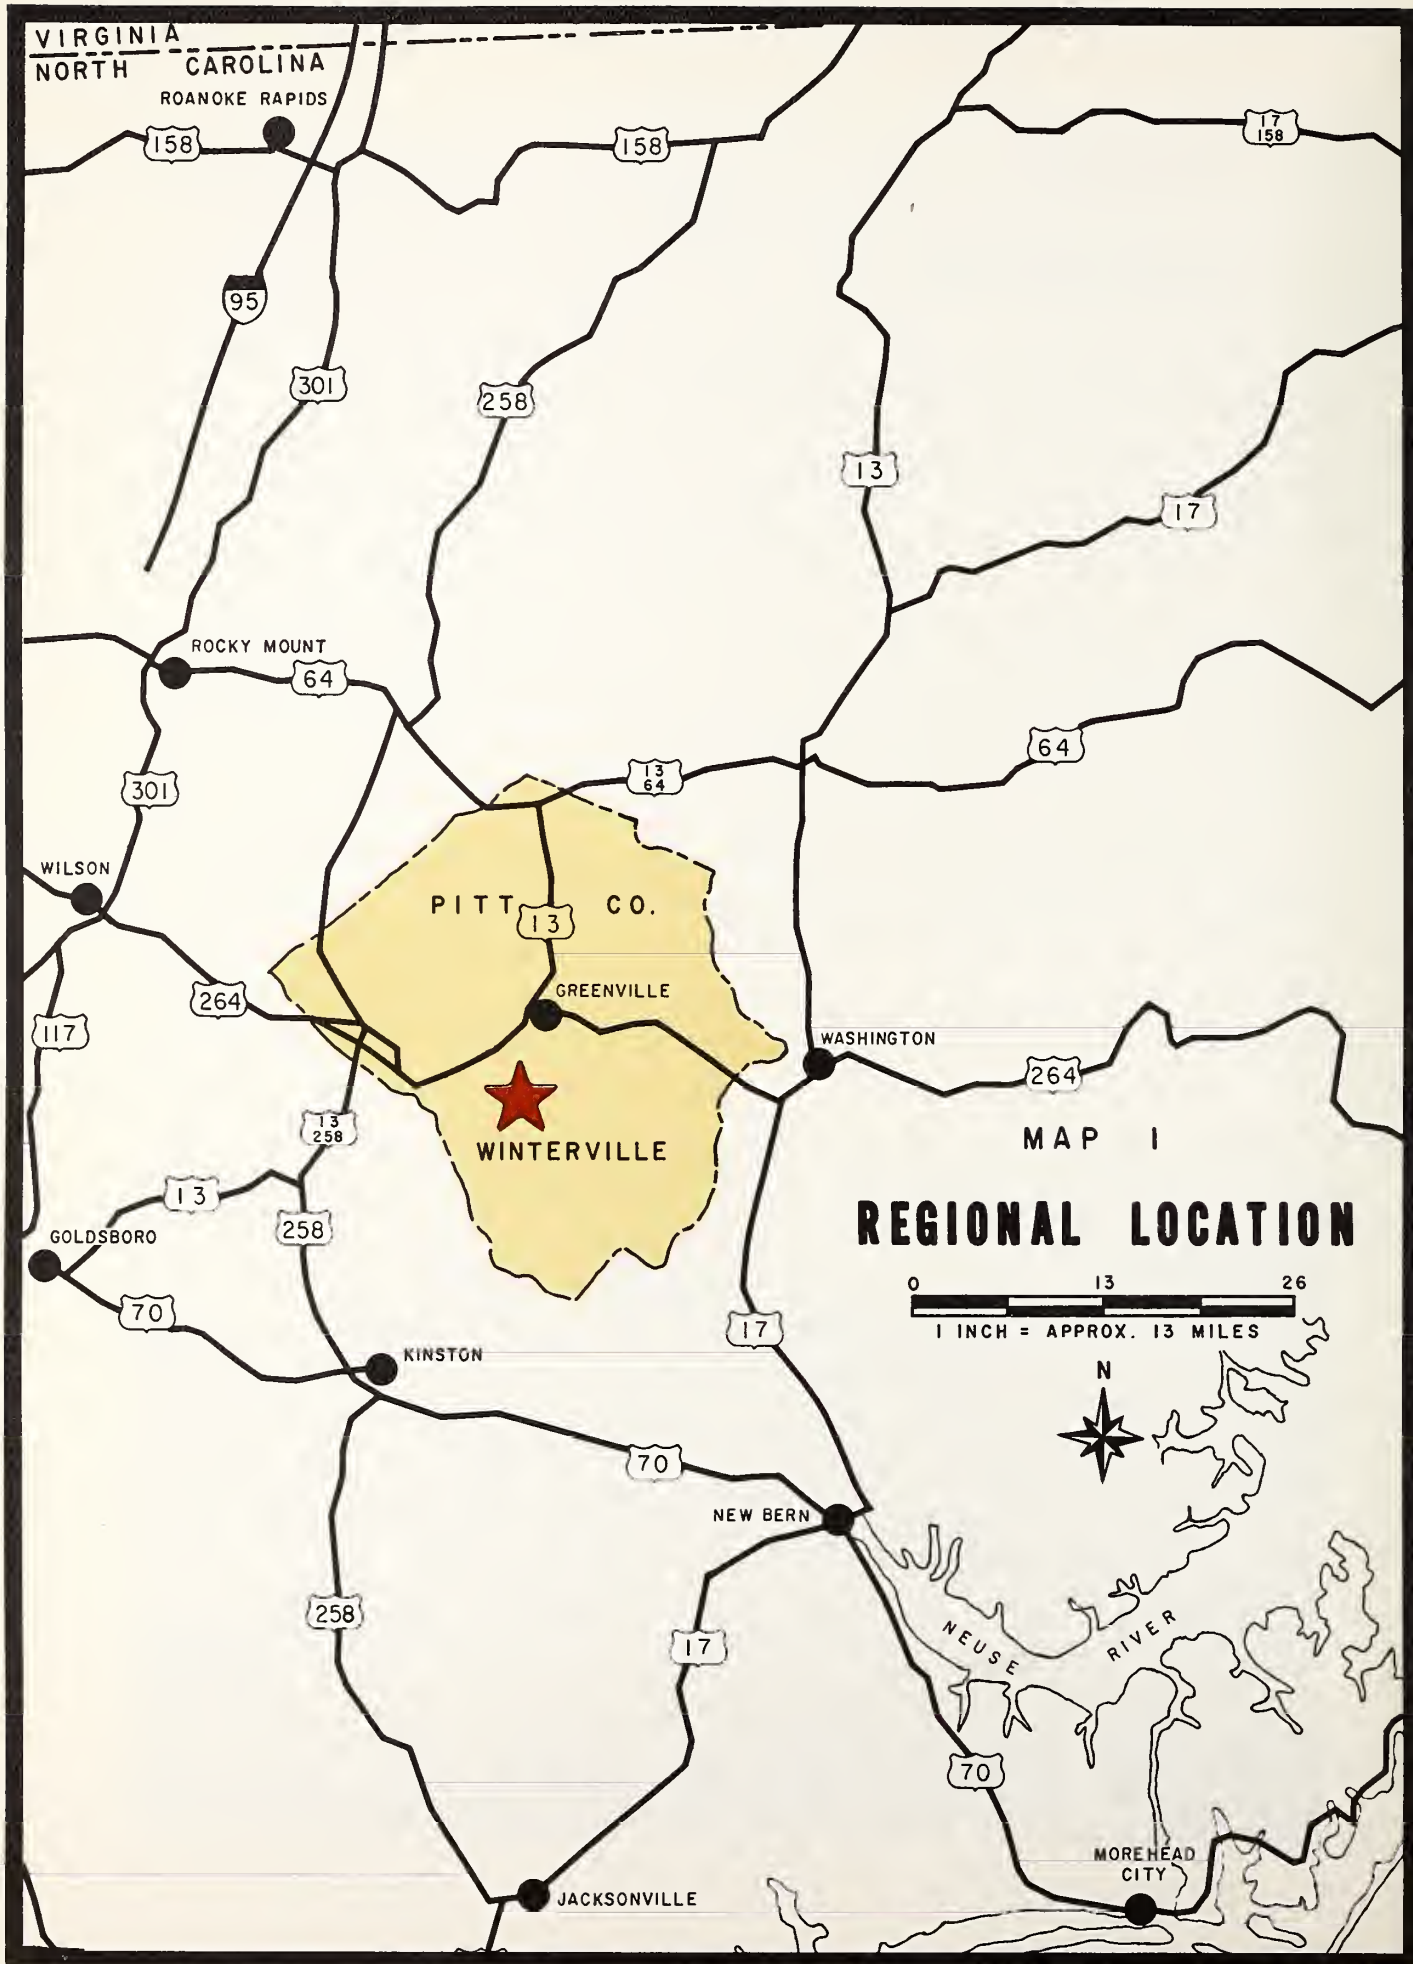 VIRGINIA
NORTH CAROLINA
ROANOKE RAPIDS
158
158
17
158
95
301
258
13
17
ROCKY MOUNT
64
64
13
64
301
WILSON
PITT CO.
13
GREENVILLE
264
117
WASHINGTON
264
13
258
WINTERVILLE
MAP 1
13
258
GOLDSBORO
REGIONAL LOCATION
0 13 26
1 INCH = APPROX. 13 MILES
70
17
KINSTON
N
70
NEW BERN
258
17
NEUSE RIVER
70
MOREHEAD
CITY
JACKSONVILLE